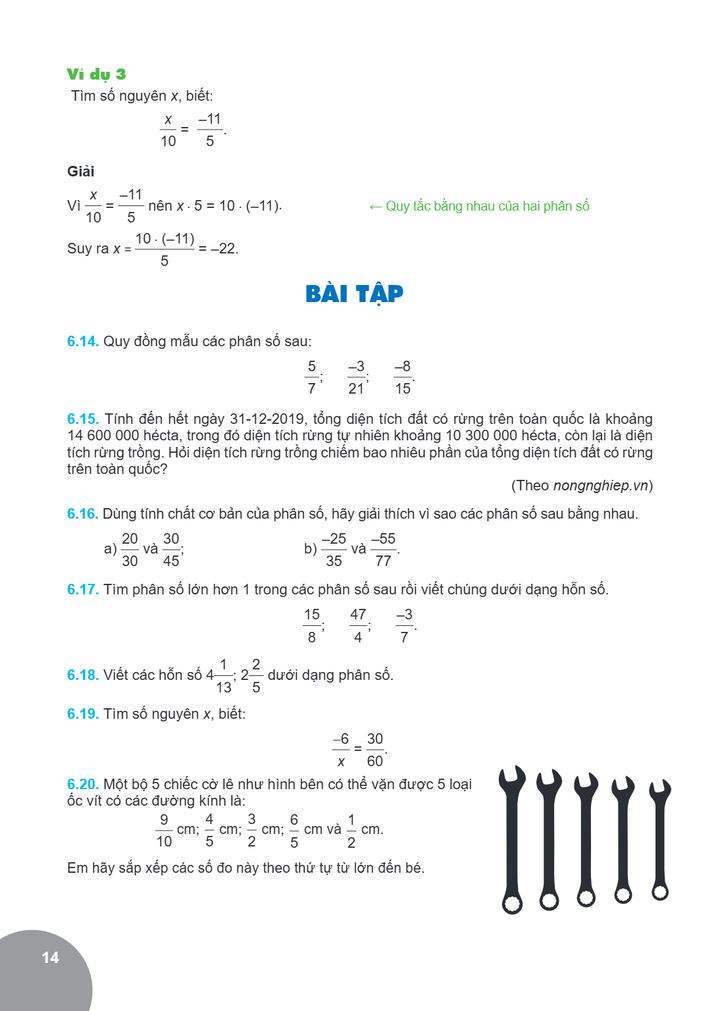 Ví dụ 3
Tìm số nguyên x, biết:
x/10 = –11/5.
Giải
Vì x/10 = –11/5 nên x · 5 = 10 · (–11). ← Quy tắc bằng nhau của hai phân số
Suy ra x = 10 · (–11)/5 = –22.
BÀI TẬP
6.14. Quy đồng mẫu các phân số sau:
5/7; –3/21; –8/15.
6.15. Tính đến hết ngày 31-12-2019, tổng diện tích đất có rừng trên toàn quốc là khoảng
14 600 000 hécta, trong đó diện tích rừng tự nhiên khoảng 10 300 000 hécta, còn lại là diện
tích rừng trồng. Hỏi diện tích rừng trồng chiếm bao nhiêu phần của tổng diện tích đất có rừng
trên toàn quốc?
(Theo nongnghiep.vn)
6.16. Dùng tính chất cơ bản của phân số, hãy giải thích vì sao các phân số sau bằng nhau.
a) 20/30 và 30/45; b) –25/35 và –55/77.
6.17. Tìm phân số lớn hơn 1 trong các phân số sau rồi viết chúng dưới dạng hỗn số.
15/8; 47/4; –3/7.
6.18. Viết các hỗn số 4 1/13; 2 2/5 dưới dạng phân số.
6.19. Tìm số nguyên x, biết:
–6/x = 30/60.
6.20. Một bộ 5 chiếc cờ lê như hình bên có thể vặn được 5 loại
ốc vít có các đường kính là:
9/10 cm; 4/5 cm; 3/2 cm; 6/5 cm và 1/2 cm.
Em hãy sắp xếp các số đo này theo thứ tự từ lớn đến bé.
14